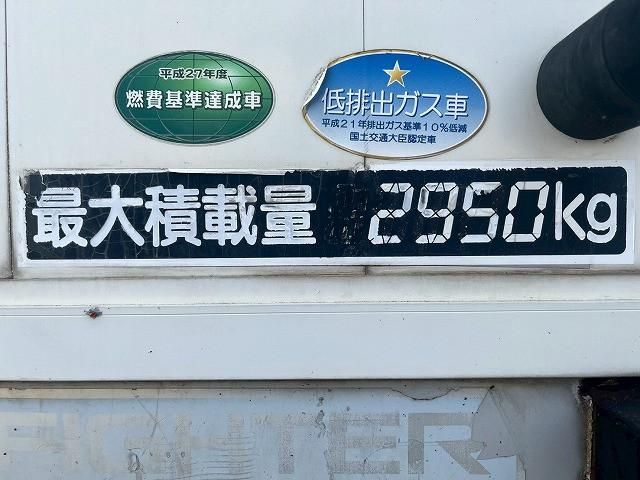 平成27年度
燃費基準達成車
低排出ガス車
平成21年排出ガス基準10%低減
国土交通大臣認定車
最大積載量 2950kg
FIGHTER